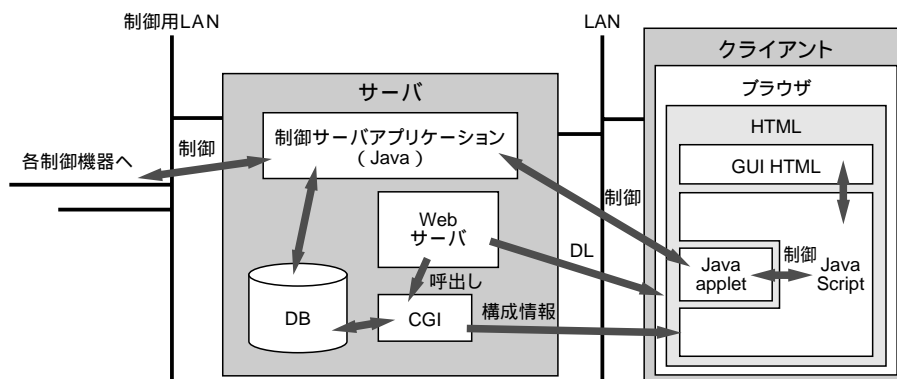 制御用LAN
LAN
クライアント
サーバ
ブラウザ
HTML
制御サーバアプリケーション
（Java）
制御
各制御機器へ
GUI HTML
制御
Web
サーバ
DL
Java
applet
制御
Java
Script
呼出し
DB
CGI
構成情報